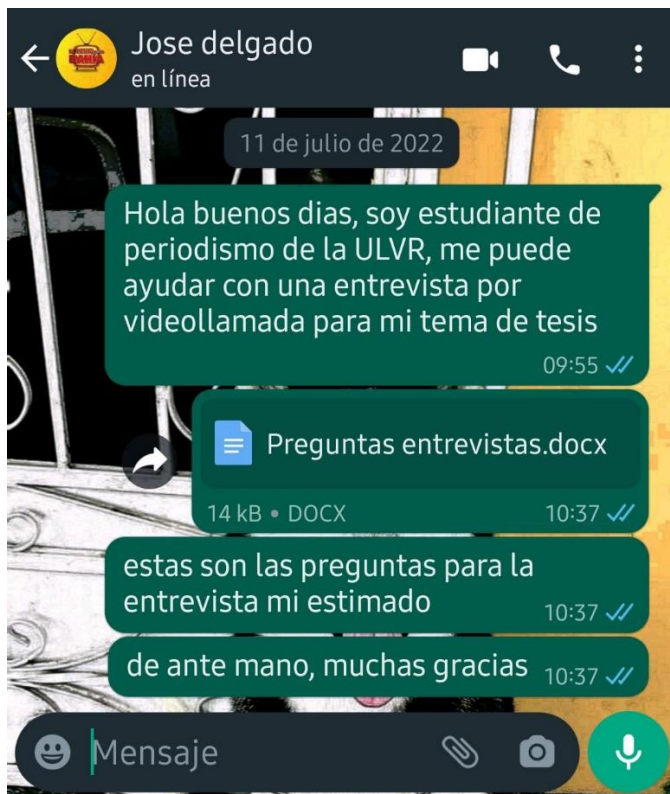 Jose delgado
en línea
11 de julio de 2022
Hola buenos dias, soy estudiante de
periodismo de la ULVR, me puede
ayudar con una entrevista por
videollamada para mi tema de tesis
09:55
Preguntas entrevistas.docx
14 kB • DOCX 10:37
estas son las preguntas para la
entrevista mi estimado 10:37
de ante mano, muchas gracias 10:37
Mensaje